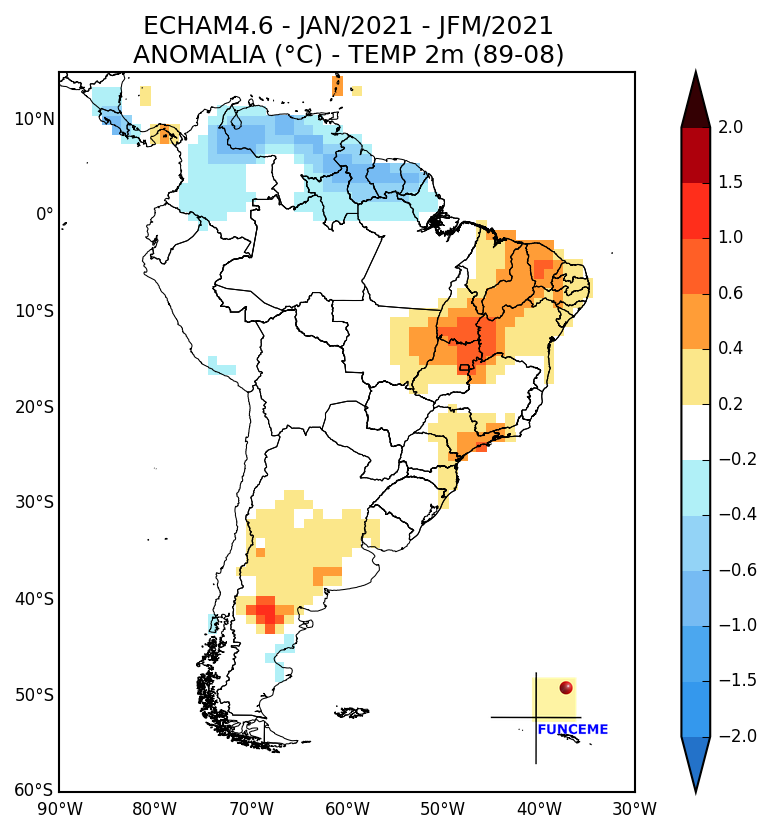 ECHAM4.6 - JAN/2021 - JFM/2021
ANOMALIA (°C) - TEMP 2m (89-08)
10°N
0°
10°S
20°S
30°S
40°S
50°S
60°S
90°W 80°W 70°W 60°W 50°W 40°W 30°W
2.0
1.5
1.0
0.6
0.4
0.2
−0.2
−0.4
−0.6
−1.0
−1.5
−2.0
FUNCEME